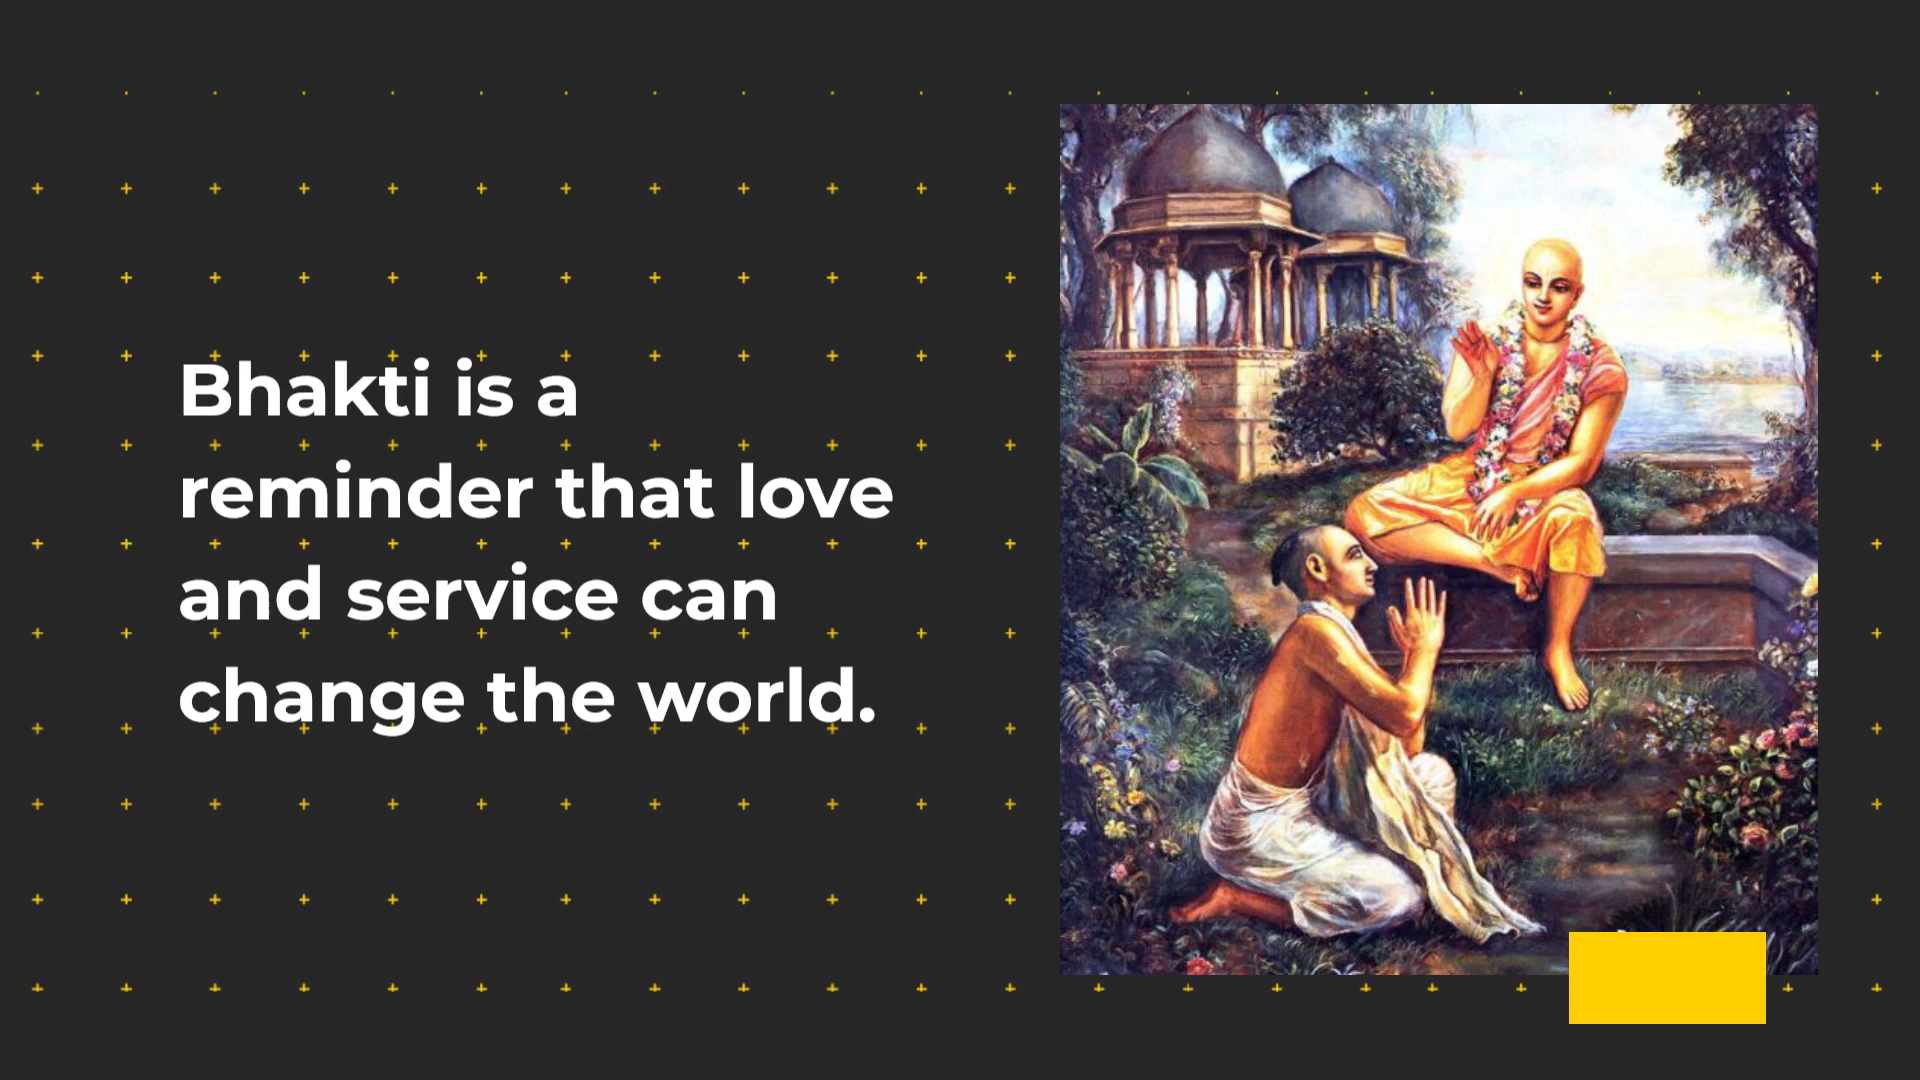 Bhakti is a
reminder that love
and service can
change the world.